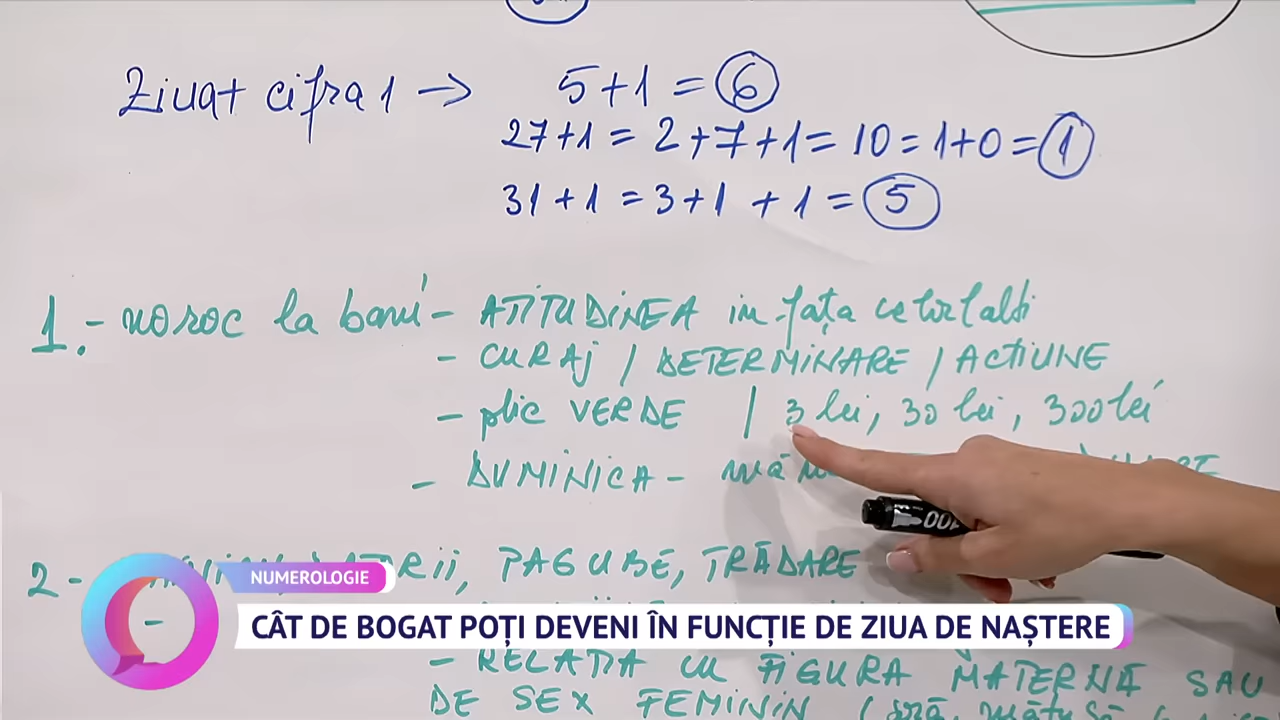 Ziua+ cifra 1 → 5+1 = 6
27+1 = 2+7+1= 10 = 1+0 = 1
31+1 = 3+1 +1 = 5
1. - noroc la bani - ATITUDINEA in fața celorlalți
- CURAJ / DETERMINARE / ACTIUNE
- plic VERDE / 3 lei, 30 lei, 300 lei
- DUMINICA -
2 - PAGUBE, TRĂDARE
NUMEROLOGIE
CÂT DE BOGAT POȚI DEVENI ÎN FUNCȚIE DE ZIUA DE NAȘTERE
- RELAȚIA CU FIGURA MATERNĂ SAU
DE SEX FEMININ